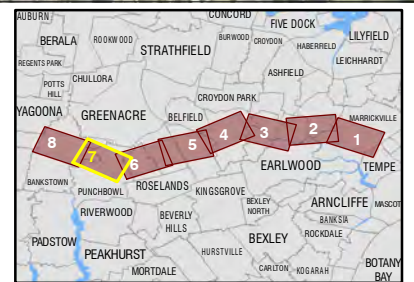 AUBURN
CONCORD
FIVE DOCK
BERALA
ROOKWOOD
STRATHFIELD
BURWOOD
CROYDON
HABERFIELD
LILYFIELD
REGENTS PARK
LEICHHARDT
POTTS
HILL
CHULLORA
ASHFIELD
CROYDON PARK
YAGOONA
GREENACRE
BELFIELD
MARRICKVILLE
8
7
6
5
4
3
2
1
BANKSTOWN
PUNCHBOWL
ROSELANDS
KINGSGROVE
EARLWOOD
TEMPE
RIVERWOOD
BEVERLY
HILLS
BEXLEY
NORTH
ARNCLIFFE
MASCOT
BANKSIA
ROCKDALE
PADSTOW
PEAKHURST
HURSTVILLE
BEXLEY
MORTDALE
CARLTON
KOGARAH
BOTANY
BAY